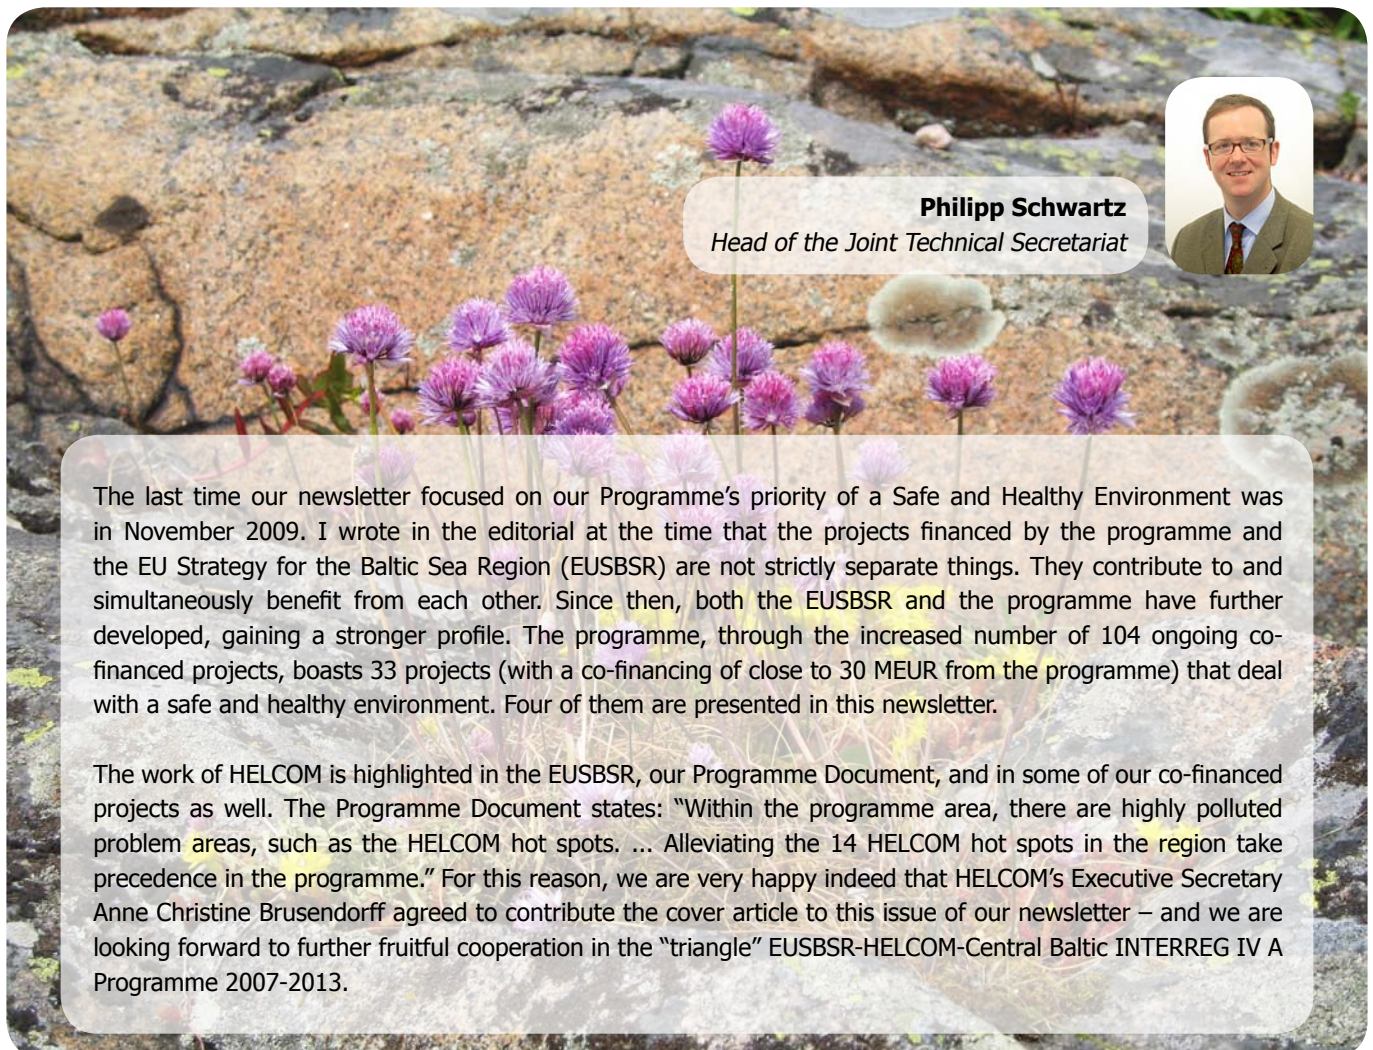 Philipp Schwartz
Head of the Joint Technical Secretariat
The last time our newsletter focused on our Programme’s priority of a Safe and Healthy Environment was
in November 2009. I wrote in the editorial at the time that the projects financed by the programme and
the EU Strategy for the Baltic Sea Region (EUSBSR) are not strictly separate things. They contribute to and
simultaneously benefit from each other. Since then, both the EUSBSR and the programme have further
developed, gaining a stronger profile. The programme, through the increased number of 104 ongoing co-
financed projects, boasts 33 projects (with a co-financing of close to 30 MEUR from the programme) that deal
with a safe and healthy environment. Four of them are presented in this newsletter.
The work of HELCOM is highlighted in the EUSBSR, our Programme Document, and in some of our co-financed
projects as well. The Programme Document states: “Within the programme area, there are highly polluted
problem areas, such as the HELCOM hot spots. ... Alleviating the 14 HELCOM hot spots in the region take
precedence in the programme.” For this reason, we are very happy indeed that HELCOM’s Executive Secretary
Anne Christine Brusendorff agreed to contribute the cover article to this issue of our newsletter – and we are
looking forward to further fruitful cooperation in the “triangle” EUSBSR-HELCOM-Central Baltic INTERREG IV A
Programme 2007-2013.